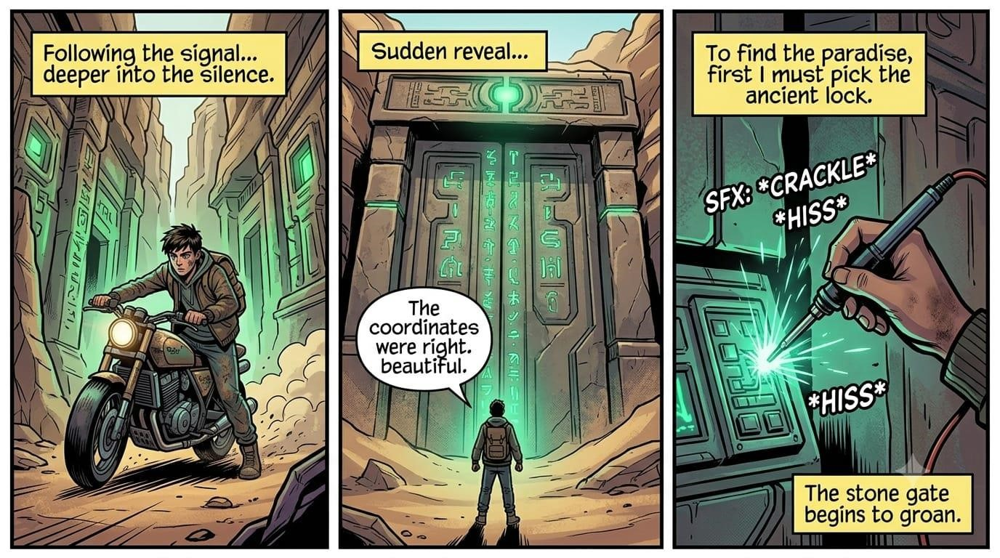 Following the signal...
deeper into the silence.
Sudden reveal...
The
coordinates
were right.
beautiful.
To find the paradise,
first I must pick the
ancient lock.
SFX: *CRACKLE*
*HISS*
*HISS*
The stone gate
begins to groan.